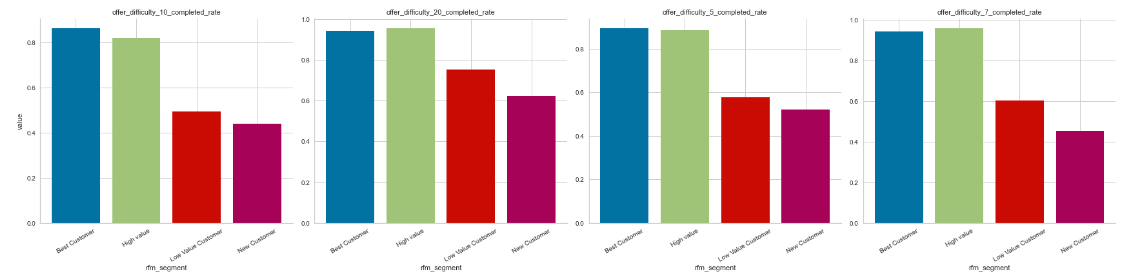 offer_difficulty_10_completed_rate
value
0.8
0.6
0.4
0.2
0.0
Best Customer
High value
Low Value Customer
New Customer
rfm_segment
offer_difficulty_20_completed_rate
1.0
0.8
0.6
0.4
0.2
0.0
Best Customer
High value
Low Value Customer
New Customer
rfm_segment
offer_difficulty_5_completed_rate
0.8
0.6
0.4
0.2
0.0
Best Customer
High value
Low Value Customer
New Customer
rfm_segment
offer_difficulty_7_completed_rate
1.0
0.8
0.6
0.4
0.2
0.0
Best Customer
High value
Low Value Customer
New Customer
rfm_segment